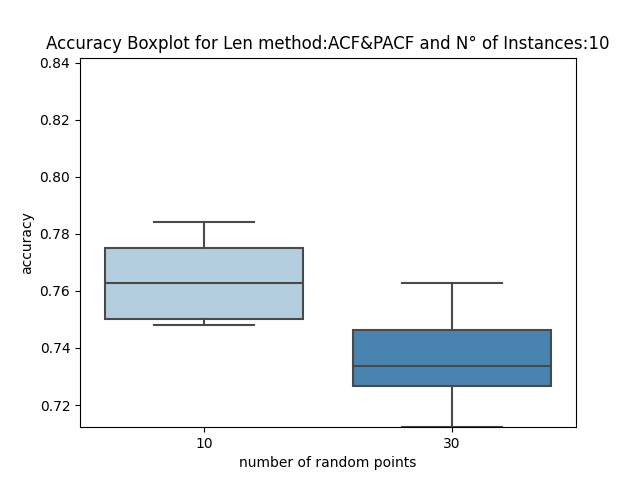 Accuracy Boxplot for Len method:ACF&PACF and N° of Instances:10
0.84
0.82
0.80
0.78
0.76
0.74
0.72
accuracy
10 30
number of random points